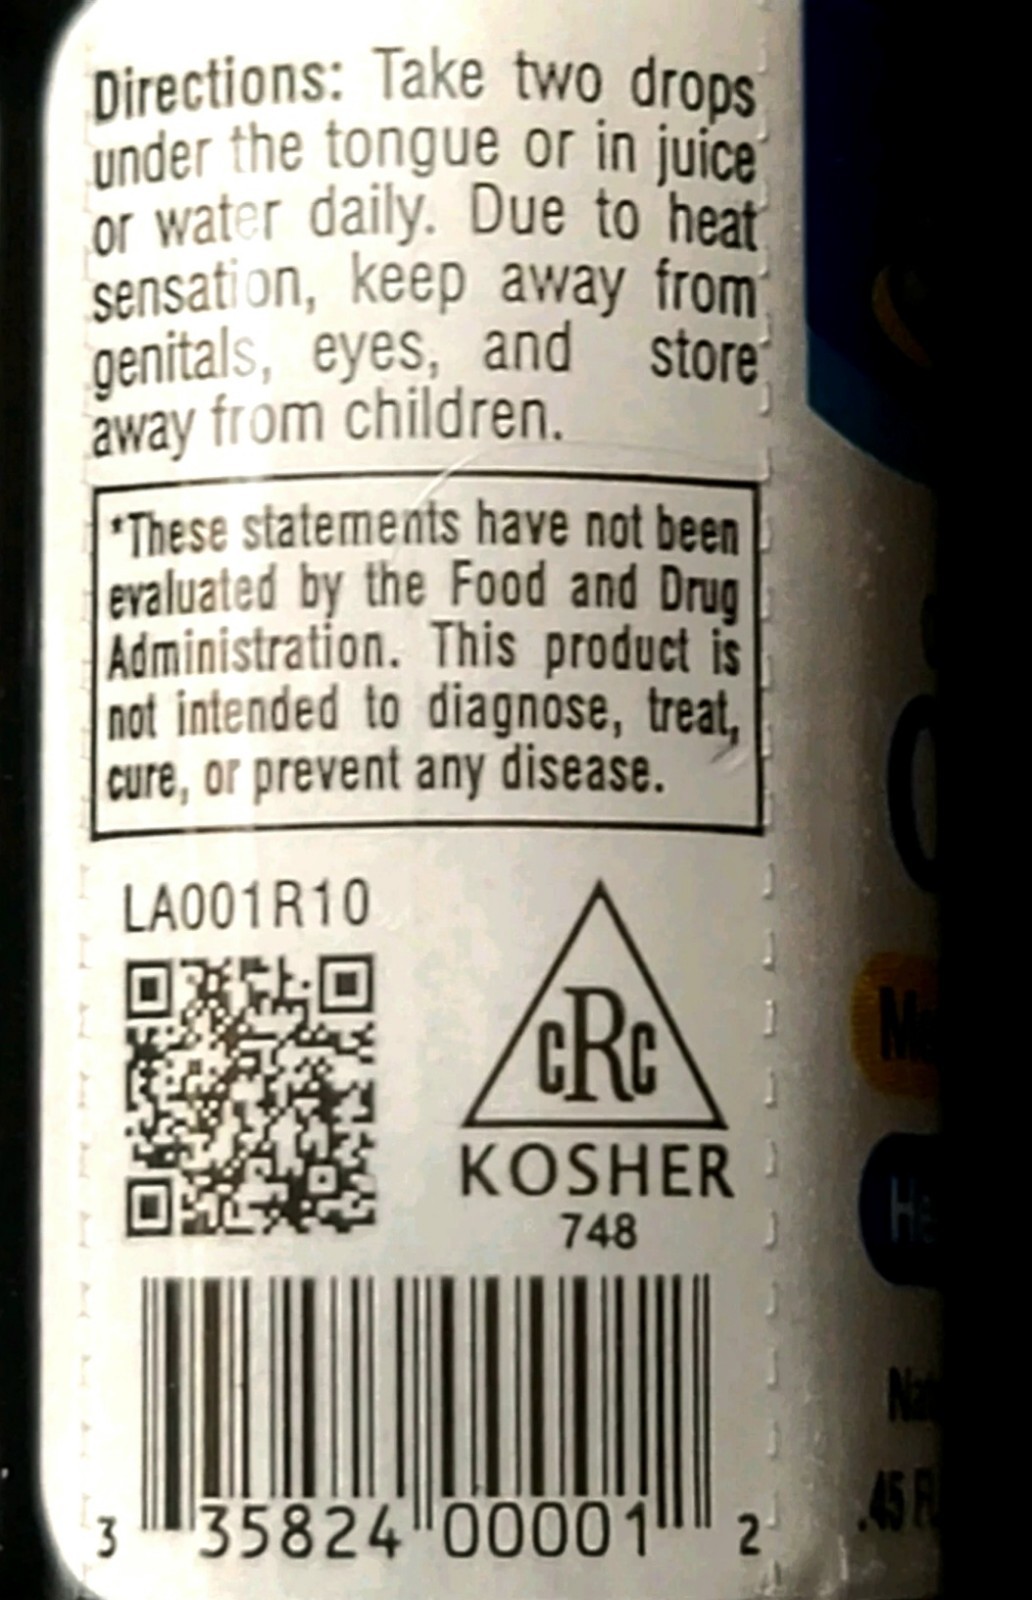 Directions: Take two drops
under the tongue or in juice
or water daily. Due to heat
sensation, keep away from
genitals, eyes, and store
away from children.
*These statements have not been
evaluated by the Food and Drug
Administration. This product is
not intended to diagnose, treat,
cure, or prevent any disease.
LA001R10
cRc
KOSHER
748
3 35824 00001 2
.45